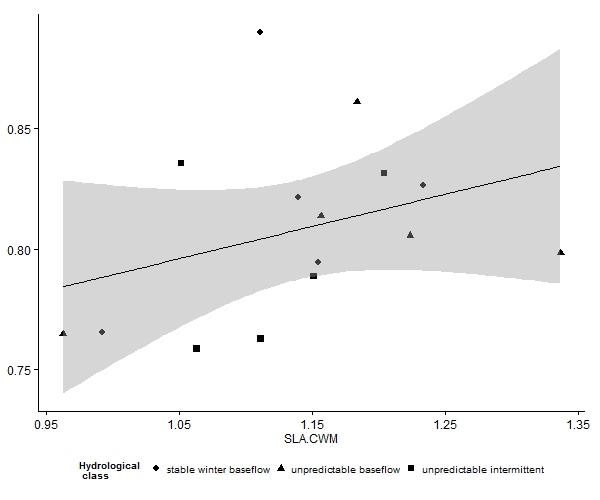 0.85
0.80
0.75
0.95 1.05 1.15 1.25 1.35
SLA.CWM
Hydrological
class
stable winter baseflow unpredictable baseflow unpredictable intermittent